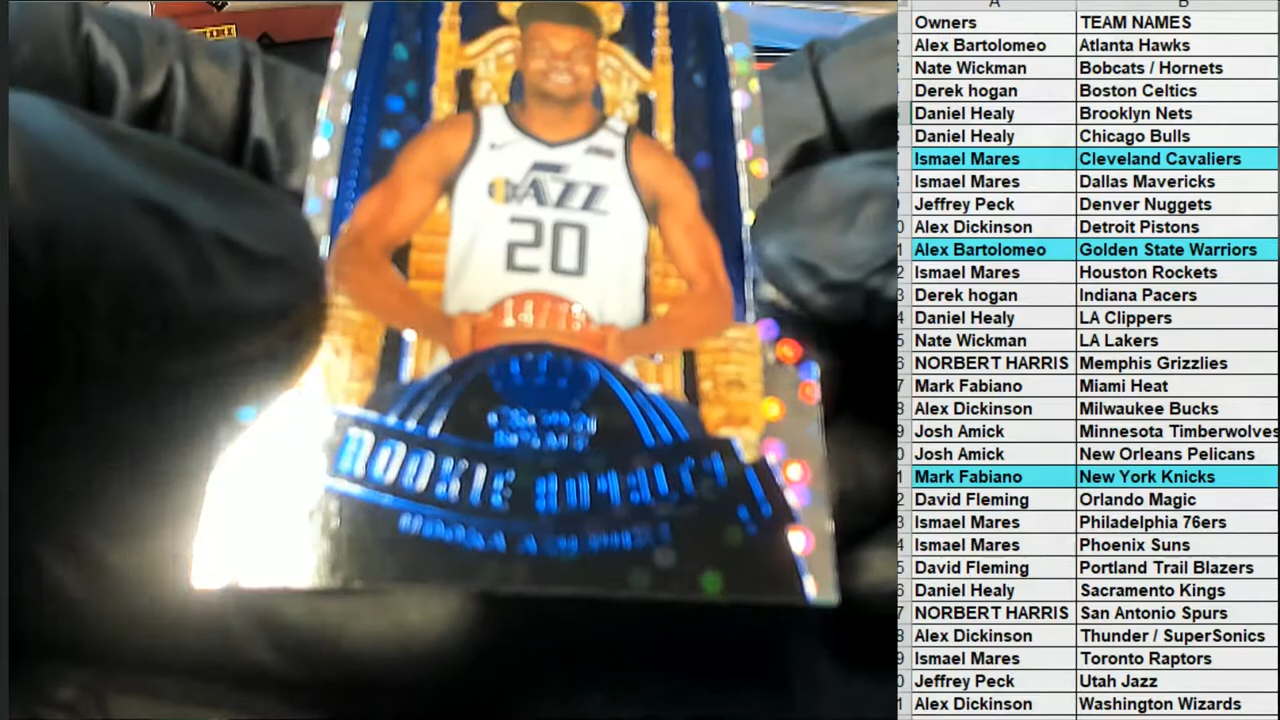 JAZZ
20
ROOKIE ROYALTY
A B
Owners TEAM NAMES
Alex Bartolomeo Atlanta Hawks
Nate Wickman Bobcats / Hornets
Derek hogan Boston Celtics
Daniel Healy Brooklyn Nets
Daniel Healy Chicago Bulls
Ismael Mares Cleveland Cavaliers
Ismael Mares Dallas Mavericks
Jeffrey Peck Denver Nuggets
Alex Dickinson Detroit Pistons
Alex Bartolomeo Golden State Warriors
Ismael Mares Houston Rockets
Derek hogan Indiana Pacers
Daniel Healy LA Clippers
Nate Wickman LA Lakers
NORBERT HARRIS Memphis Grizzlies
Mark Fabiano Miami Heat
Alex Dickinson Milwaukee Bucks
Josh Amick Minnesota Timberwolves
Josh Amick New Orleans Pelicans
Mark Fabiano New York Knicks
David Fleming Orlando Magic
Ismael Mares Philadelphia 76ers
Ismael Mares Phoenix Suns
David Fleming Portland Trail Blazers
Daniel Healy Sacramento Kings
NORBERT HARRIS San Antonio Spurs
Alex Dickinson Thunder / SuperSonics
Ismael Mares Toronto Raptors
Jeffrey Peck Utah Jazz
Alex Dickinson Washington Wizards